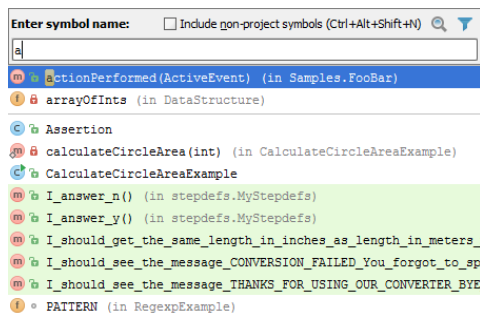 Enter symbol name: Include non-project symbols (Ctrl+Alt+Shift+N)
a
m actionPerformed(ActiveEvent) (in Samples.FooBar)
f arrayOfInts (in DataStructure)
C Assertion
m calculateCircleArea(int) (in CalculateCircleAreaExample)
C CalculateCircleAreaExample
m I_answer_n() (in stepdefs.MyStepdefs)
m I_answer_y() (in stepdefs.MyStepdefs)
m I_should_get_the_same_length_in_inches_as_length_in_meters_
m I_should_see_the_message_CONVERSION_FAILED_You_forgot_to_sp
m I_should_see_the_message_THANKS_FOR_USING_OUR_CONVERTER_BYE
f PATTERN (in RegexpExample)